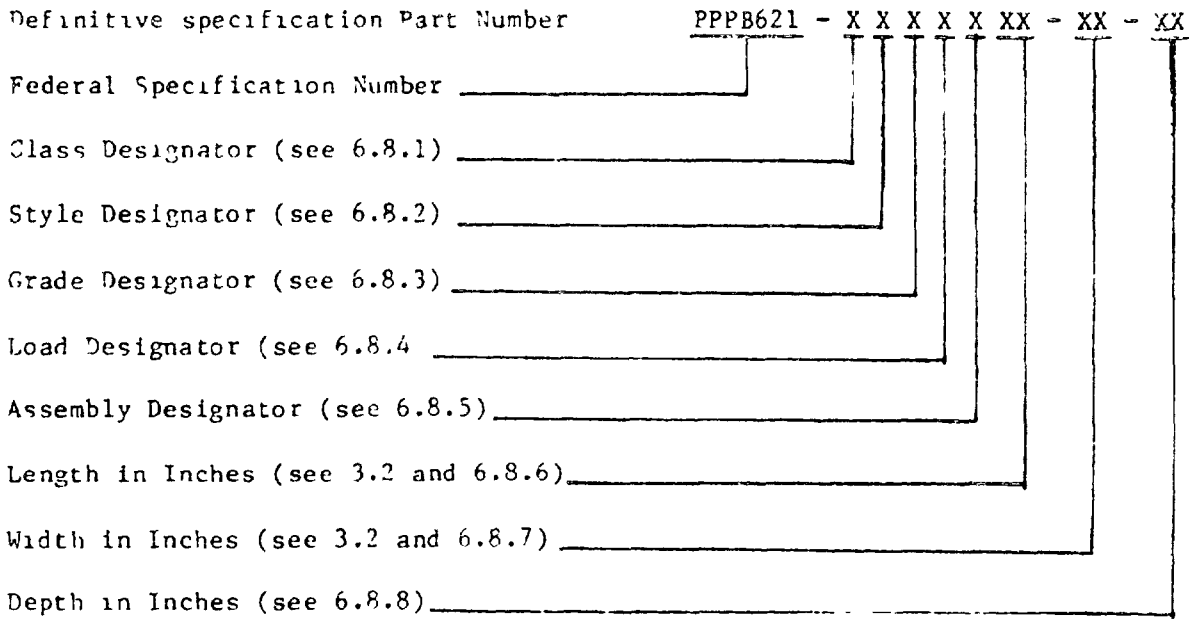 Definitive specification Part Number PPPB621 - X X X X X XX - XX - XX
Federal Specification Number
Class Designator (see 6.8.1)
Style Designator (see 6.8.2)
Grade Designator (see 6.8.3)
Load Designator (see 6.8.4
Assembly Designator (see 6.8.5)
Length in Inches (see 3.2 and 6.8.6)
Width in Inches (see 3.2 and 6.8.7)
Depth in Inches (see 6.8.8)